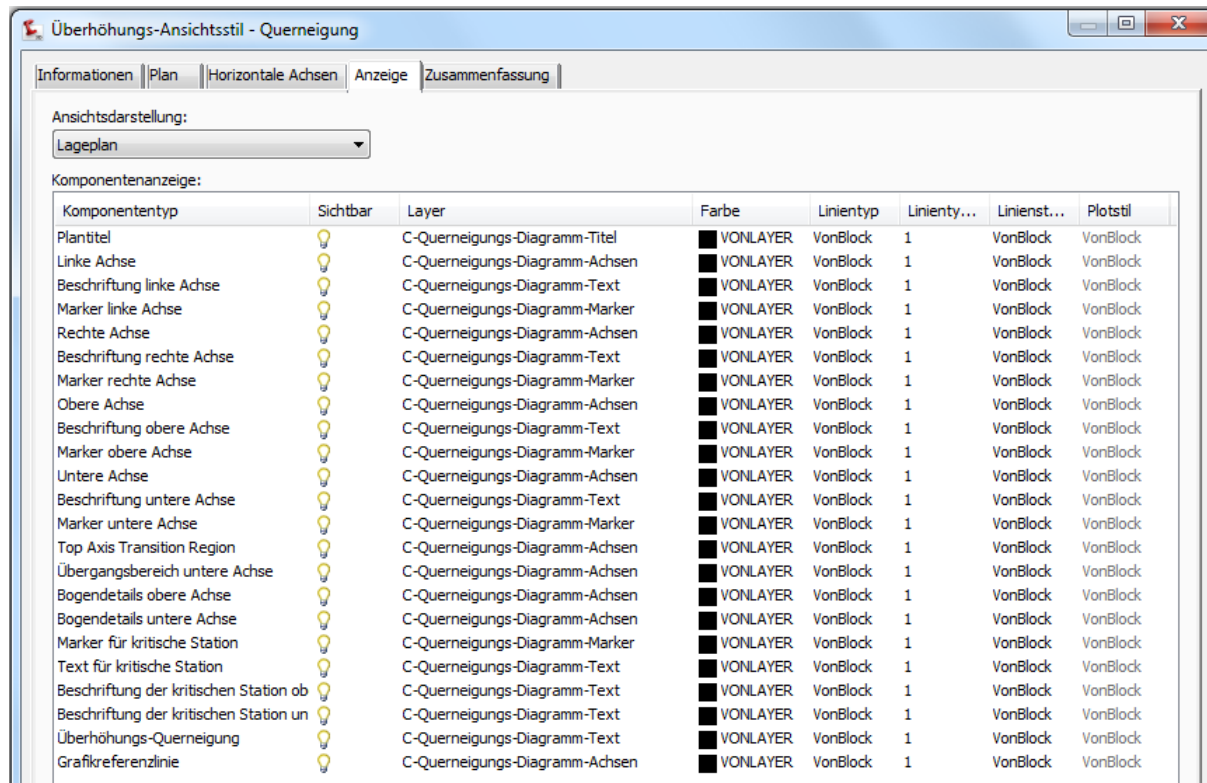 Überhöhungs-Ansichtsstil - Querneigung
Informationen Plan Horizontale Achsen Anzeige Zusammenfassung
Ansichtsdarstellung:
Lageplan
Komponentenanzeige:
Komponententyp Sichtbar Layer Farbe Linientyp Linienty... Linienst... Plotstil
Plantitel C-Querneigungs-Diagramm-Titel VONLAYER VonBlock 1 VonBlock VonBlock
Linke Achse C-Querneigungs-Diagramm-Achsen VONLAYER VonBlock 1 VonBlock VonBlock
Beschriftung linke Achse C-Querneigungs-Diagramm-Text VONLAYER VonBlock 1 VonBlock VonBlock
Marker linke Achse C-Querneigungs-Diagramm-Marker VONLAYER VonBlock 1 VonBlock VonBlock
Rechte Achse C-Querneigungs-Diagramm-Achsen VONLAYER VonBlock 1 VonBlock VonBlock
Beschriftung rechte Achse C-Querneigungs-Diagramm-Text VONLAYER VonBlock 1 VonBlock VonBlock
Marker rechte Achse C-Querneigungs-Diagramm-Marker VONLAYER VonBlock 1 VonBlock VonBlock
Obere Achse C-Querneigungs-Diagramm-Achsen VONLAYER VonBlock 1 VonBlock VonBlock
Beschriftung obere Achse C-Querneigungs-Diagramm-Text VONLAYER VonBlock 1 VonBlock VonBlock
Marker obere Achse C-Querneigungs-Diagramm-Marker VONLAYER VonBlock 1 VonBlock VonBlock
Untere Achse C-Querneigungs-Diagramm-Achsen VONLAYER VonBlock 1 VonBlock VonBlock
Beschriftung untere Achse C-Querneigungs-Diagramm-Text VONLAYER VonBlock 1 VonBlock VonBlock
Marker untere Achse C-Querneigungs-Diagramm-Marker VONLAYER VonBlock 1 VonBlock VonBlock
Top Axis Transition Region C-Querneigungs-Diagramm-Achsen VONLAYER VonBlock 1 VonBlock VonBlock
Übergangsbereich untere Achse C-Querneigungs-Diagramm-Achsen VONLAYER VonBlock 1 VonBlock VonBlock
Bogendetails obere Achse C-Querneigungs-Diagramm-Achsen VONLAYER VonBlock 1 VonBlock VonBlock
Bogendetails untere Achse C-Querneigungs-Diagramm-Achsen VONLAYER VonBlock 1 VonBlock VonBlock
Marker für kritische Station C-Querneigungs-Diagramm-Marker VONLAYER VonBlock 1 VonBlock VonBlock
Text für kritische Station C-Querneigungs-Diagramm-Text VONLAYER VonBlock 1 VonBlock VonBlock
Beschriftung der kritischen Station ob C-Querneigungs-Diagramm-Text VONLAYER VonBlock 1 VonBlock VonBlock
Beschriftung der kritischen Station un C-Querneigungs-Diagramm-Text VONLAYER VonBlock 1 VonBlock VonBlock
Überhöhungs-Querneigung C-Querneigungs-Diagramm-Text VONLAYER VonBlock 1 VonBlock VonBlock
Grafikreferenzlinie C-Querneigungs-Diagramm-Achsen VONLAYER VonBlock 1 VonBlock VonBlock